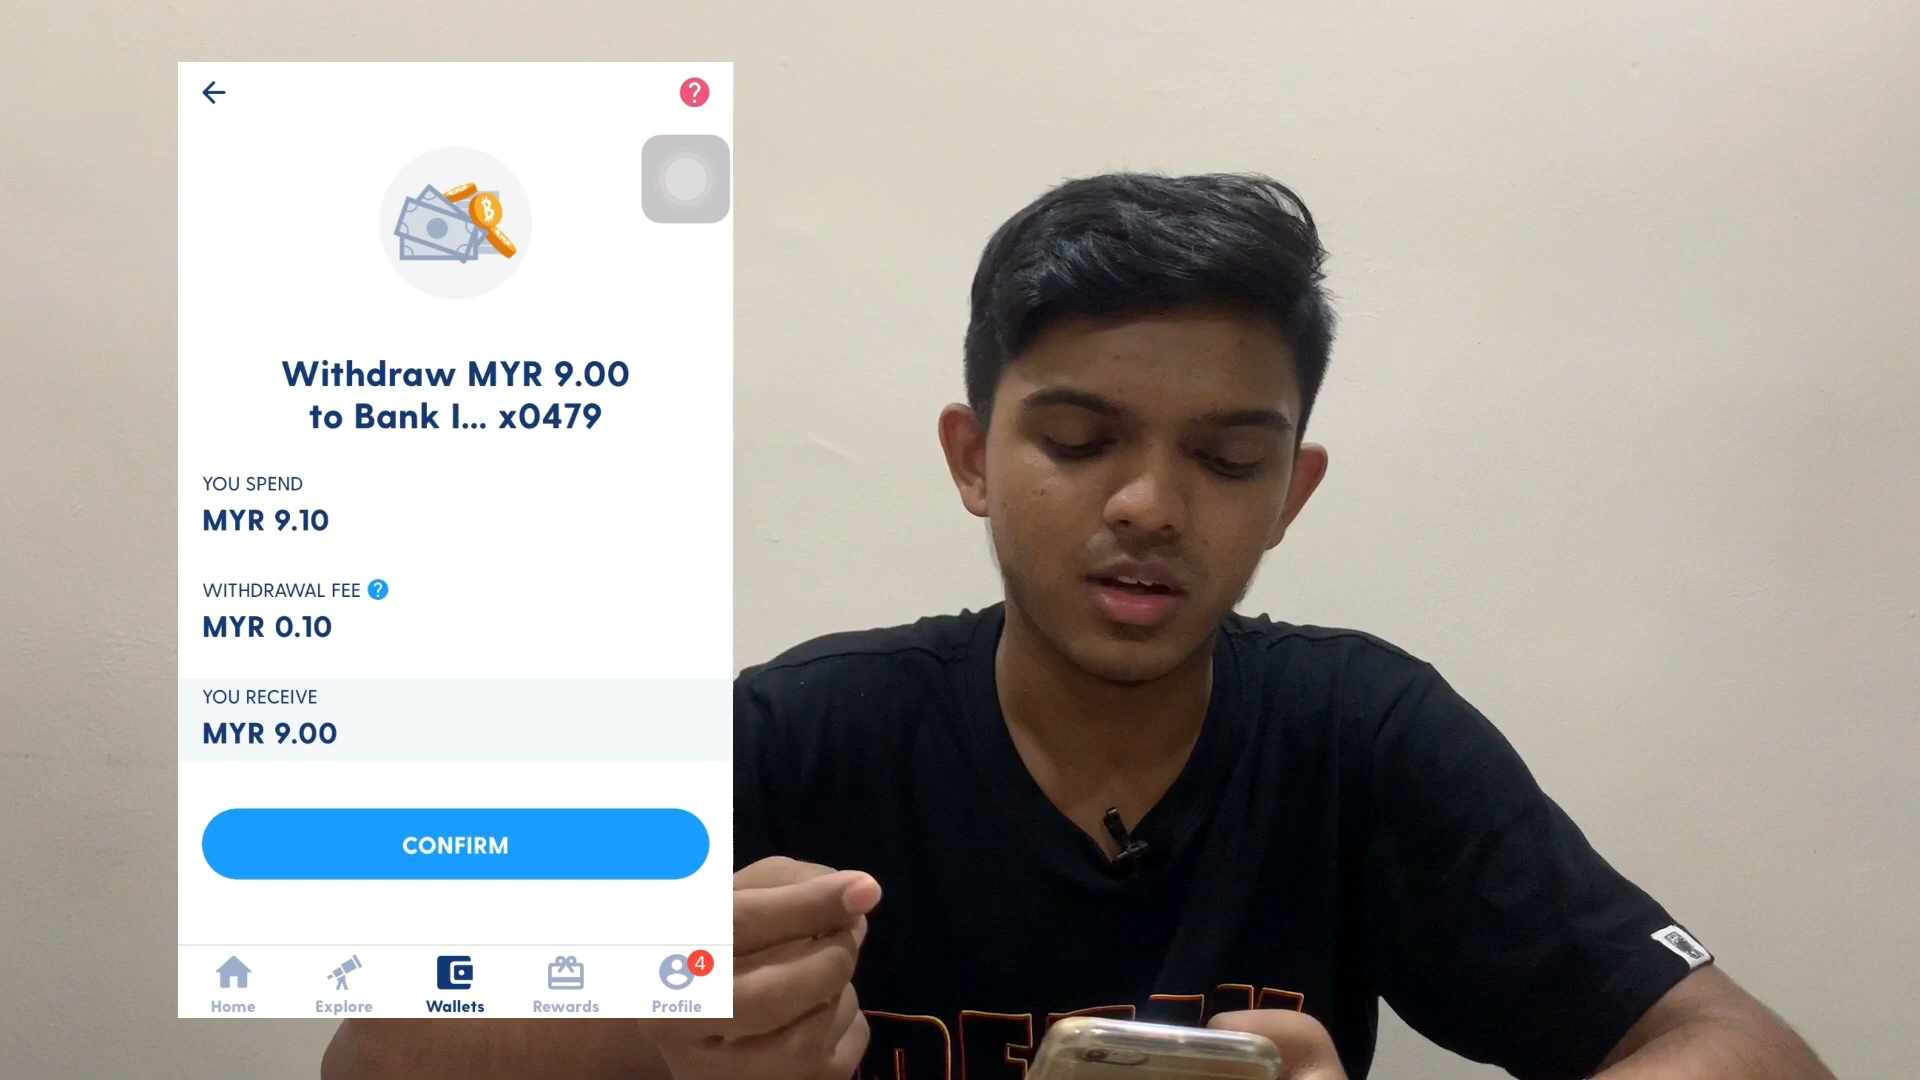 Withdraw MYR 9.00
to Bank I... x0479
YOU SPEND
MYR 9.10
WITHDRAWAL FEE ?
MYR 0.10
YOU RECEIVE
MYR 9.00
CONFIRM
Home
Explore
Wallets
Rewards
4
Profile